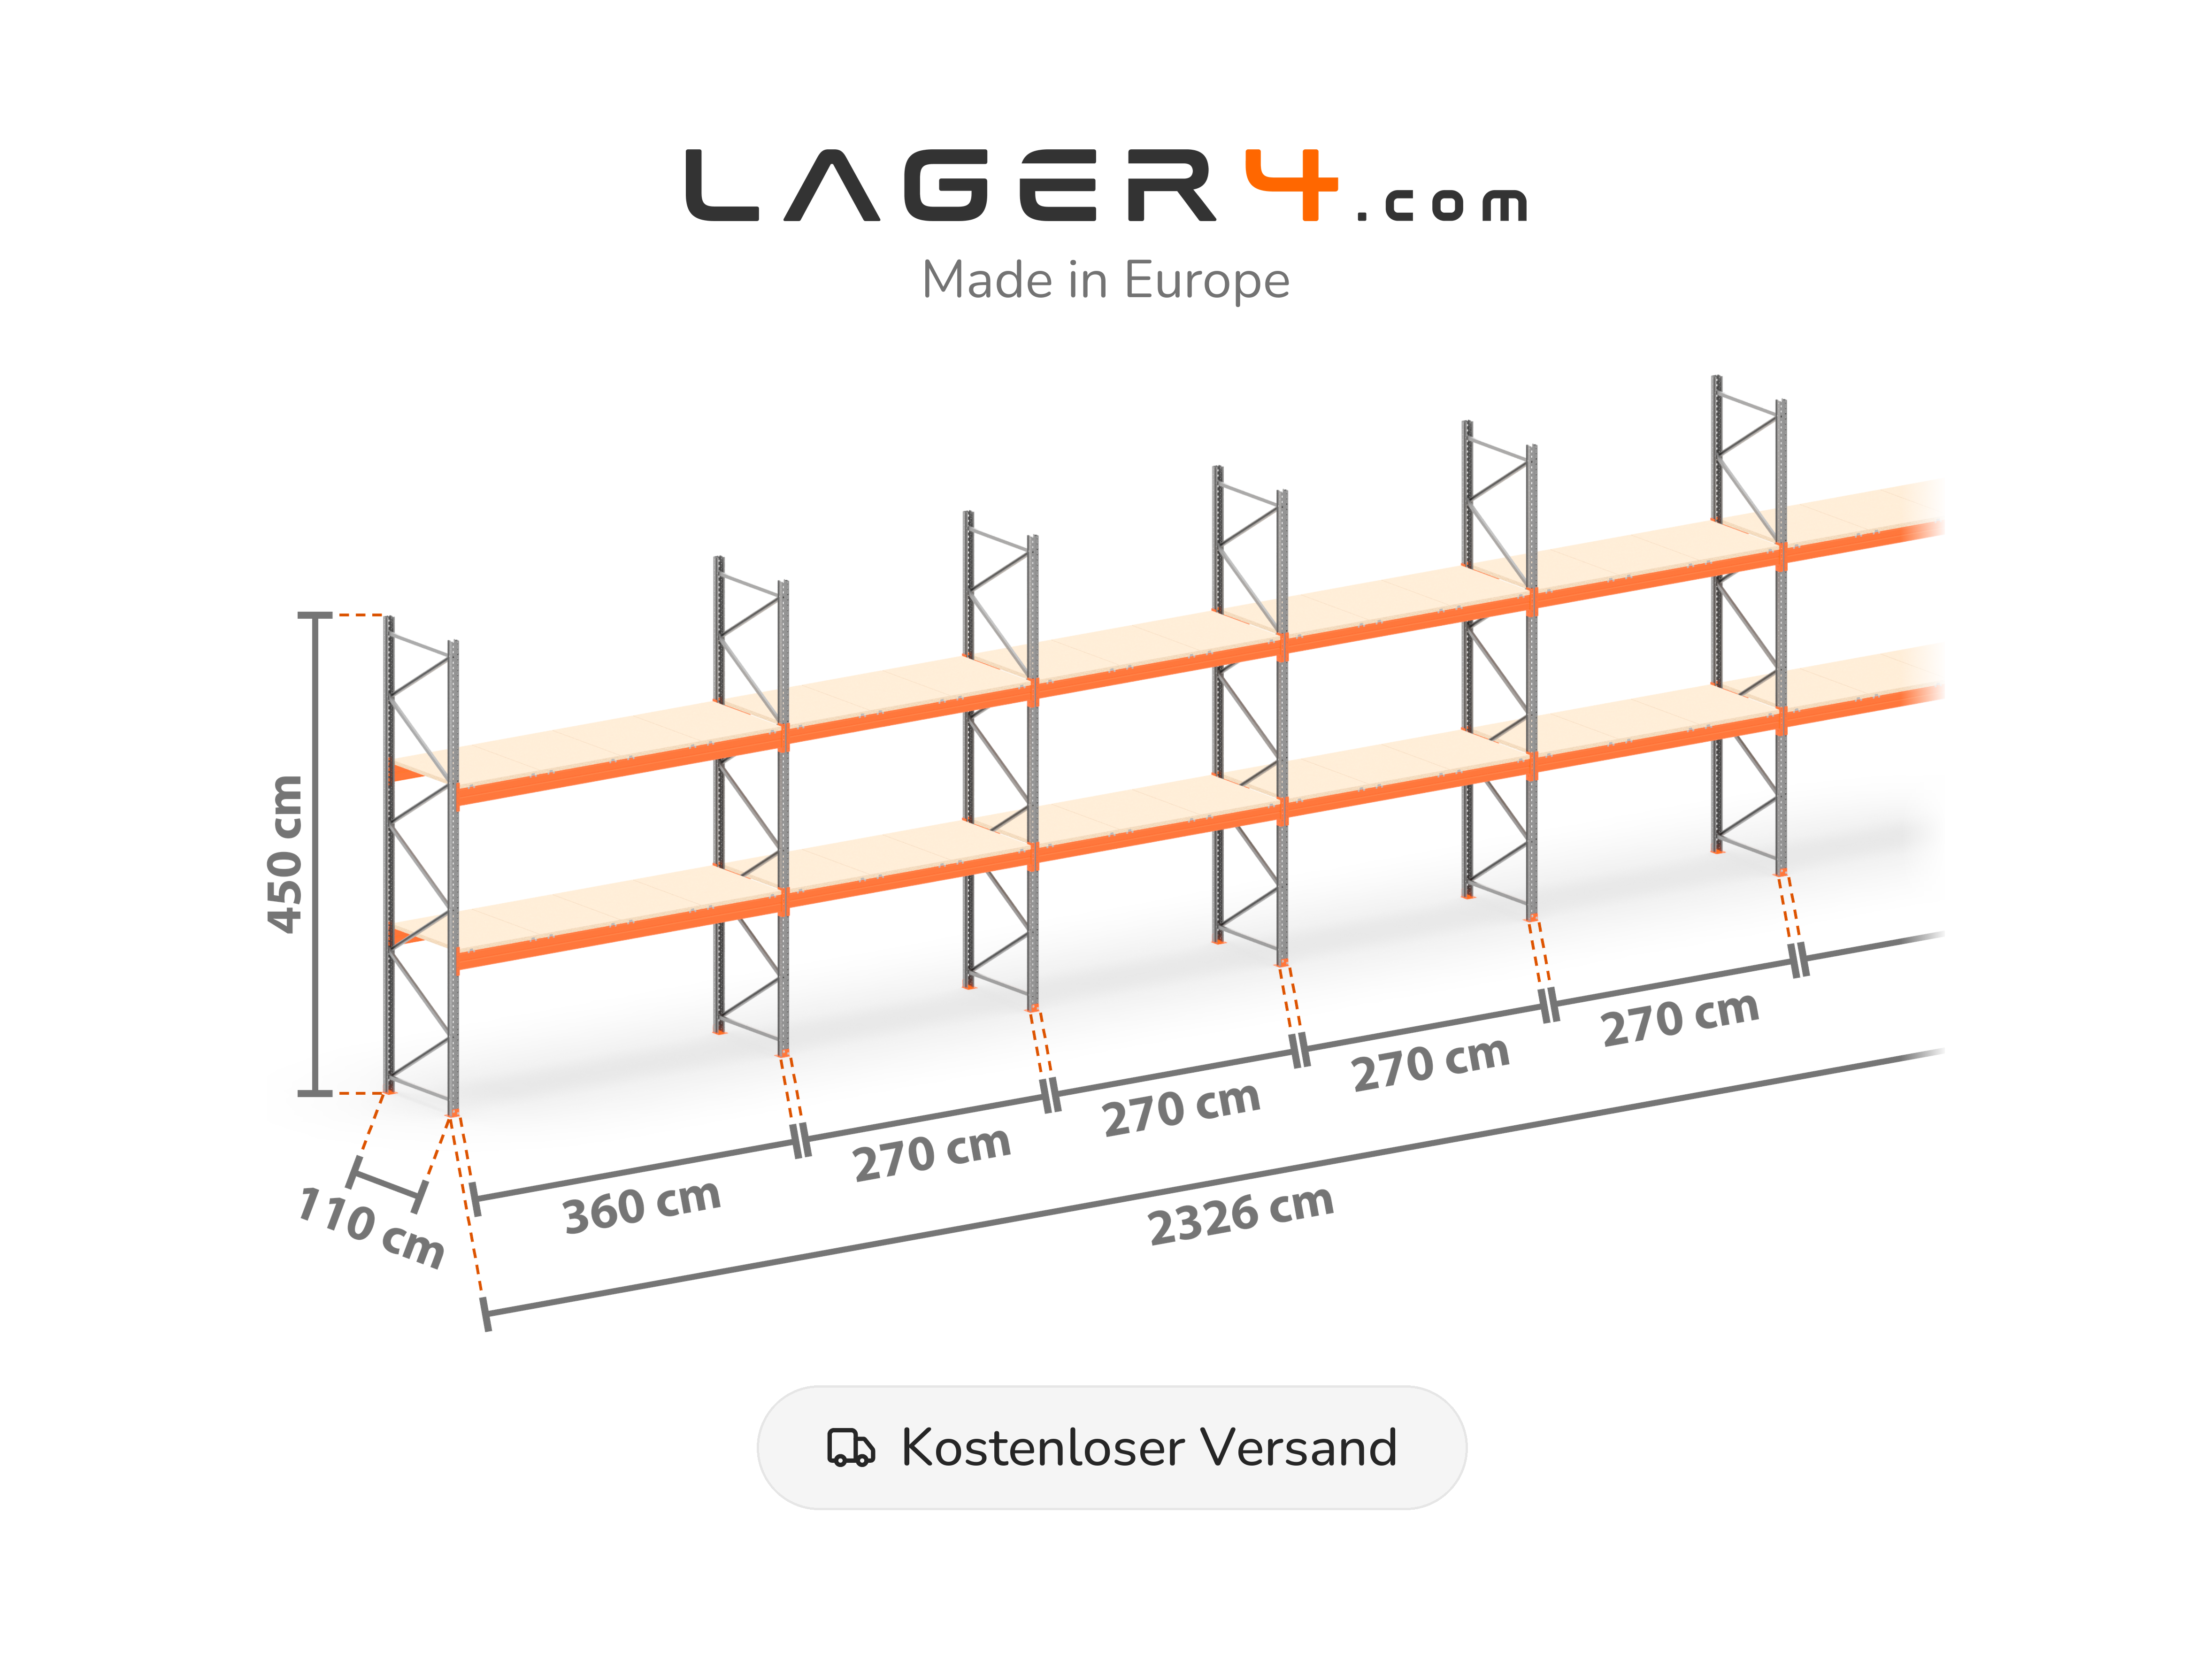 LAGER4.com
Made in Europe
450 cm
110 cm
360 cm
270 cm
270 cm
270 cm
270 cm
2326 cm
Kostenloser Versand